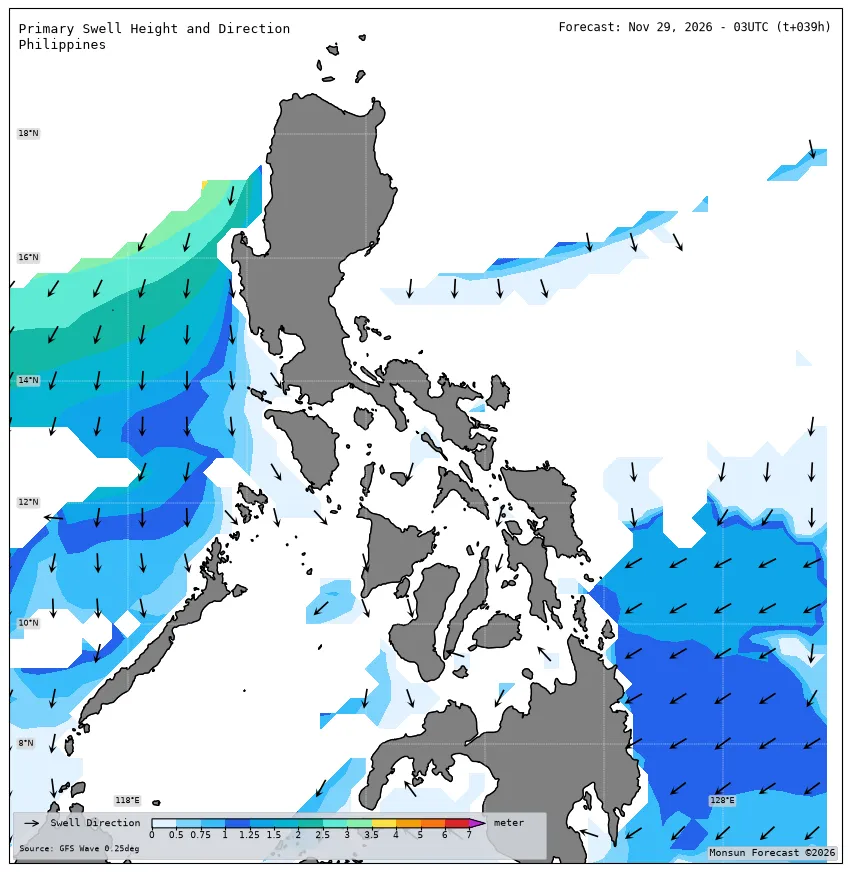 Primary Swell Height and Direction
Philippines
Forecast: Nov 29, 2026 - 03UTC (t+039h)
18°N
16°N
14°N
12°N
10°N
8°N
118°E
128°E
Swell Direction
0 0.5 0.75 1 1.25 1.5 2 2.5 3 3.5 4 5 6 7
meter
Source: GFS Wave 0.25deg
Monsun Forecast ©2026